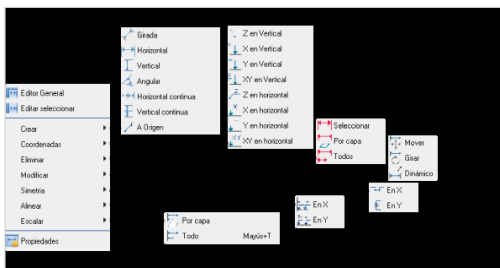 Editor General
Editar seleccionar
Crear
Coordenadas
Eliminar
Modificar
Simetría
Alinear
Escalar
Propiedades
Girada
Horizontal
Vertical
Angular
Horizontal continua
Vertical continua
A Origen
Z en Vertical
X en Vertical
Y en Vertical
XY en Vertical
Z en horizontal
X en horizontal
Y en horizontal
XY en horizontal
Seleccionar
Por capa
Todos
Mover
Girar
Dinámico
En X
En Y
En X
En Y
Por capa
Todo Mayús+T